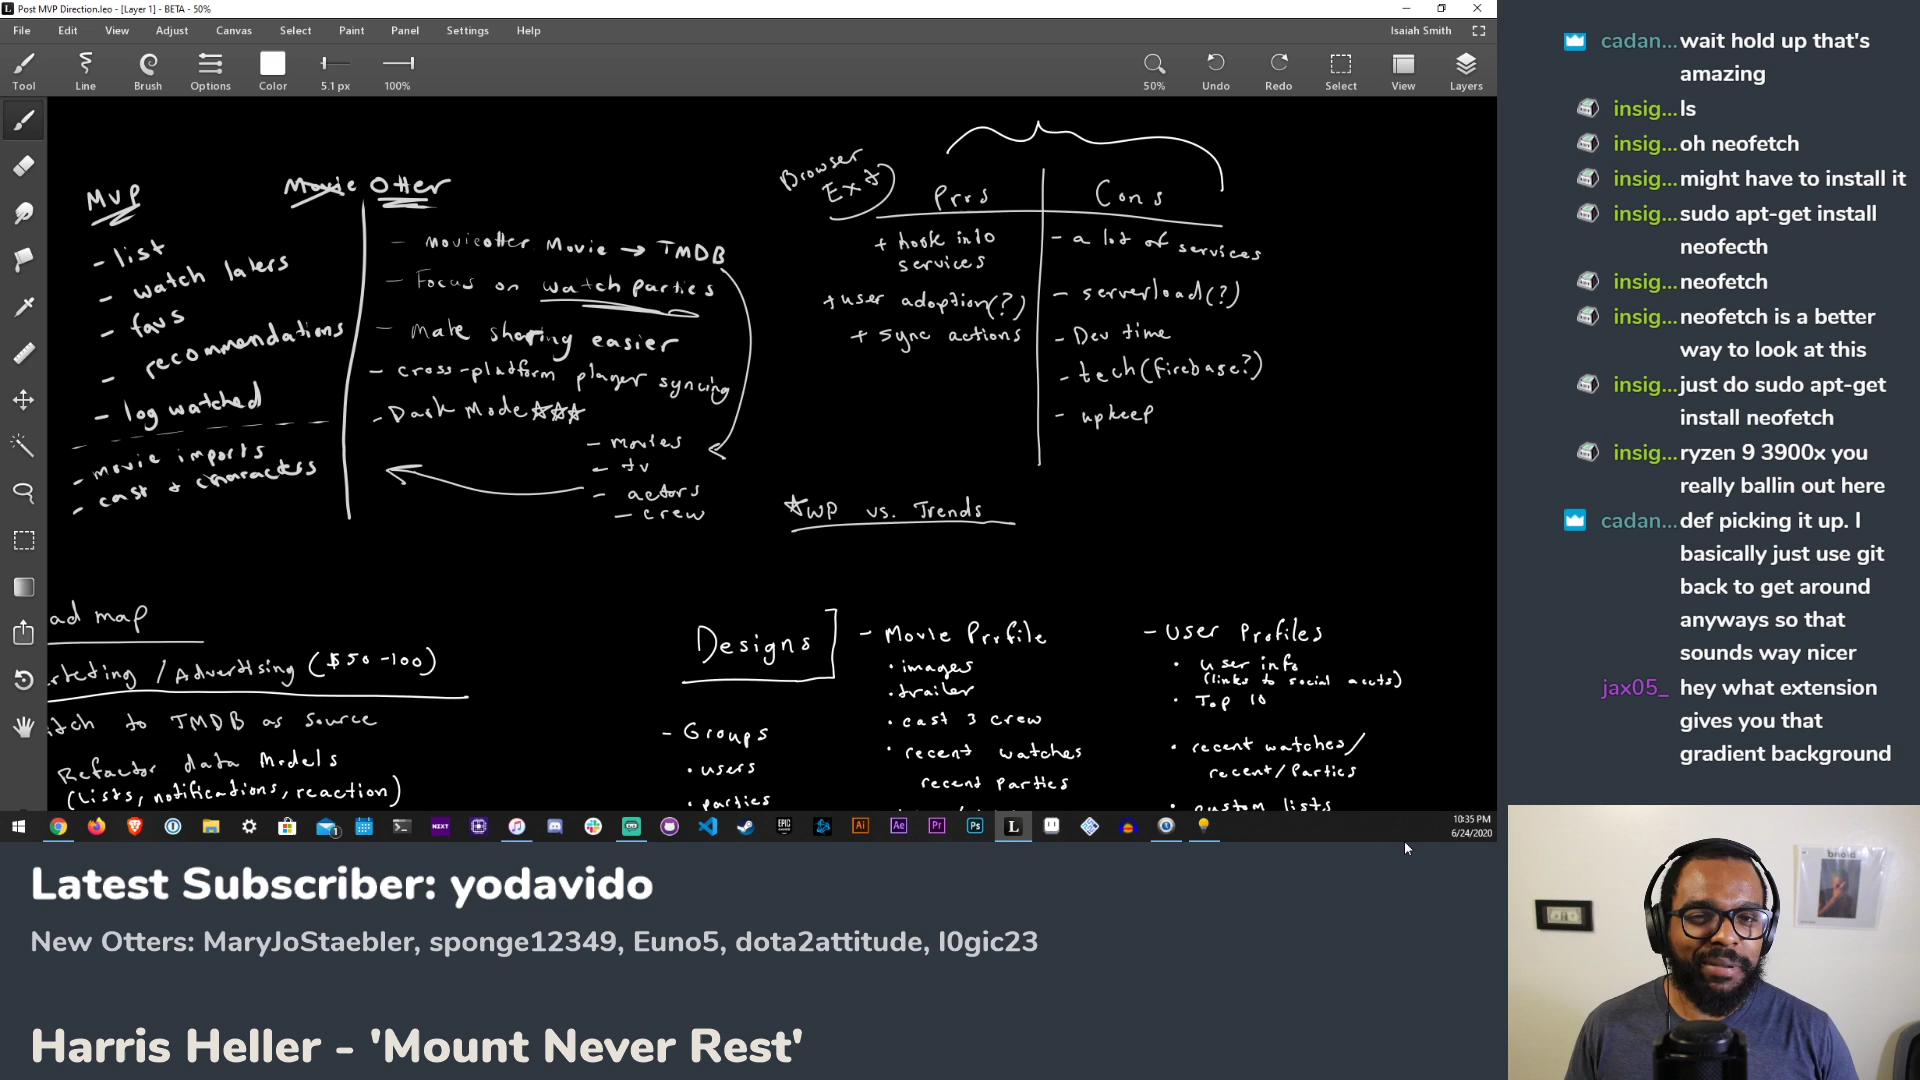 Post MVP Direction.leo - [Layer 1] - BETA - 50%
File Edit View Adjust Canvas Select Paint Panel Settings Help
Isaiah Smith
Tool Line Brush Options Color 5.1 px 100%
50% Undo Redo Select View Layers
MVP
- list
- watch laters
- favs
- recommendations
- log watched
- movie imports
- cast + characters
Movie Otter
- movieotter Movie → TMDB
- Focus on watch parties
- Make sharing easier
- cross-platform player syncing
- Dark Mode ☆☆☆
- movies
- tv
- actors
- crew
Browser
Ext
Pros
+ hook into
services
+ user adoption(?)
+ sync actions
Cons
- a lot of services
- serverload(?)
- Dev time
- tech (Firebase?)
- upkeep
☆WP vs. Trends
ad map
rketing / Advertising ($50-100)
itch to TMDB as source
Refactor data Models
(Lists, notifications, reaction)
Designs
- Groups
• users
• parties
- Movie Profile
• images
• trailer
• cast 3 crew
• recent watches
recent parties
- User Profiles
• user info
(links to social accts)
• Top 10
• recent watches/
recent/Parties
• custom lists
10:35 PM
6/24/2020
cadan... wait hold up that's
amazing
insig... ls
insig... oh neofetch
insig... might have to install it
insig... sudo apt-get install
neofecth
insig... neofetch
insig... neofetch is a better
way to look at this
insig... just do sudo apt-get
install neofetch
insig... ryzen 9 3900x you
really ballin out here
cadan... def picking it up. I
basically just use git
back to get around
anyways so that
sounds way nicer
jax05_ hey what extension
gives you that
gradient background
Latest Subscriber: yodavido
New Otters: MaryJoStaebler, sponge12349, Euno5, dota2attitude, l0gic23
Harris Heller - 'Mount Never Rest'